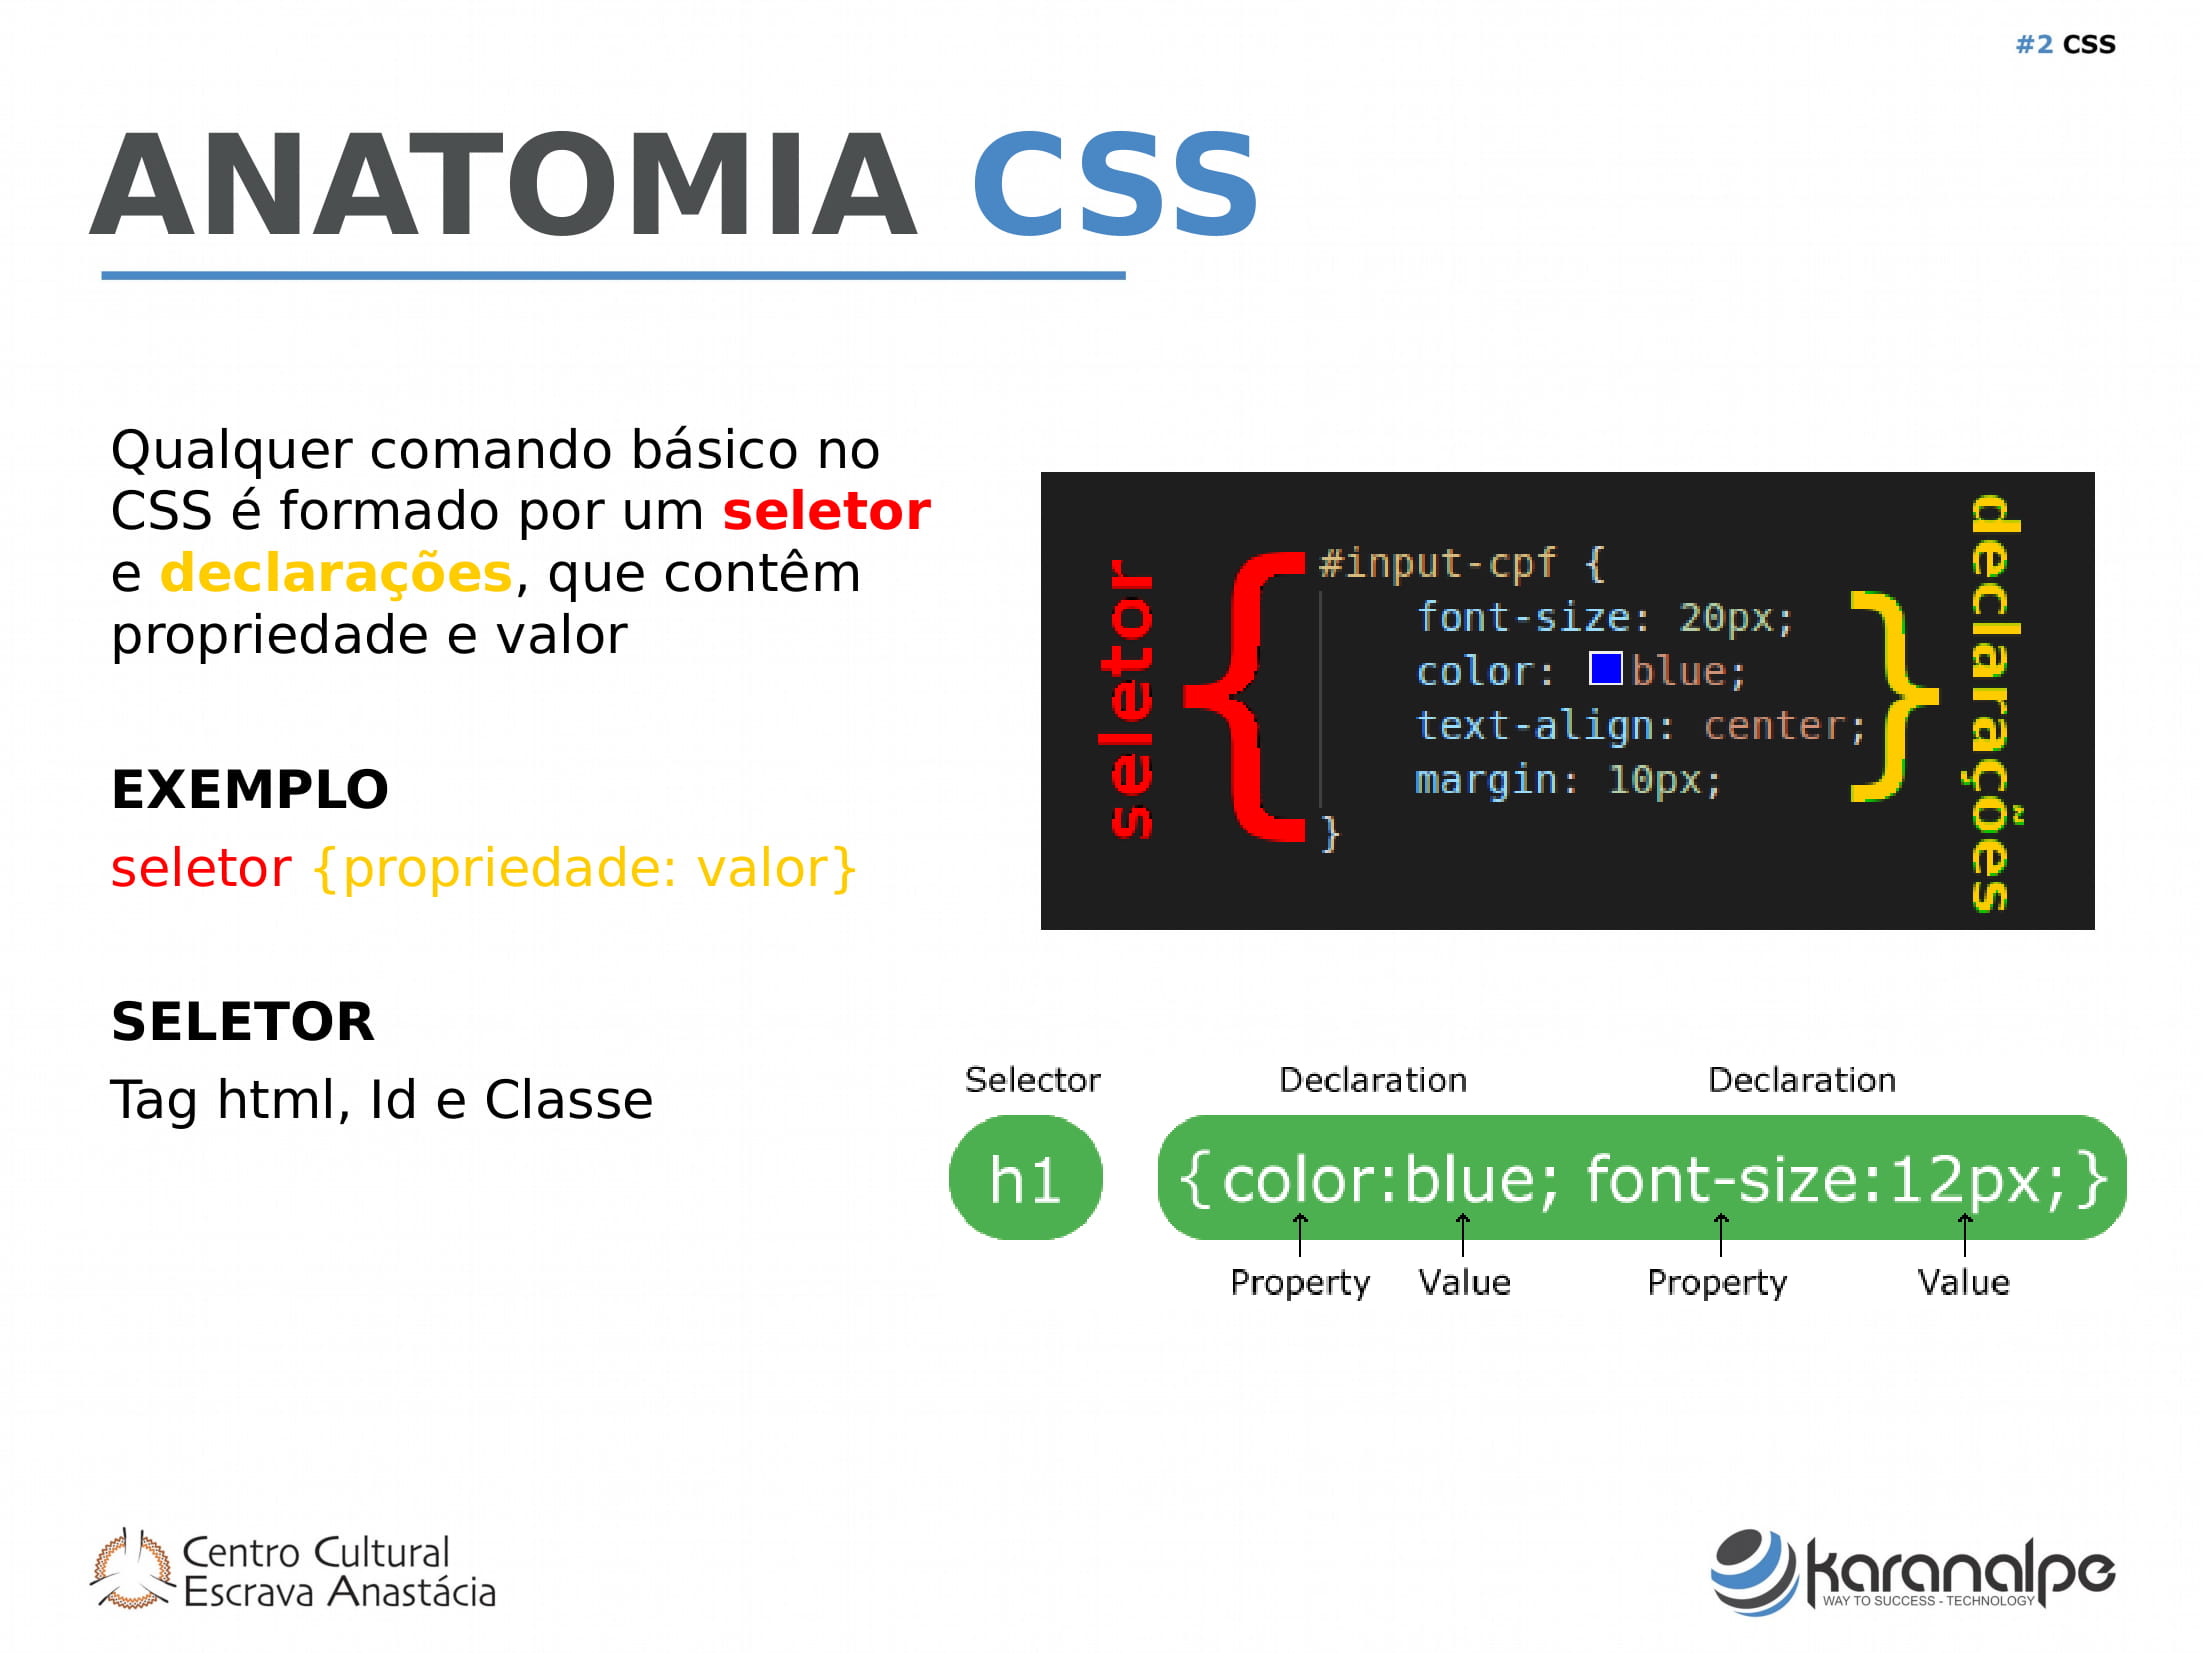 #2 CSS
ANATOMIA CSS
Qualquer comando básico no
CSS é formado por um seletor
e declarações, que contêm
propriedade e valor
EXEMPLO
seletor {propriedade: valor}
SELETOR
Tag html, Id e Classe
seletor
{
#input-cpf {
font-size: 20px;
color: blue;
text-align: center;
margin: 10px;
}
}
declarações
Selector
Declaration
Declaration
h1
{color:blue; font-size:12px;}
Property
Value
Property
Value
Centro Cultural
Escrava Anastácia
karanalpe
WAY TO SUCCESS - TECHNOLOGY